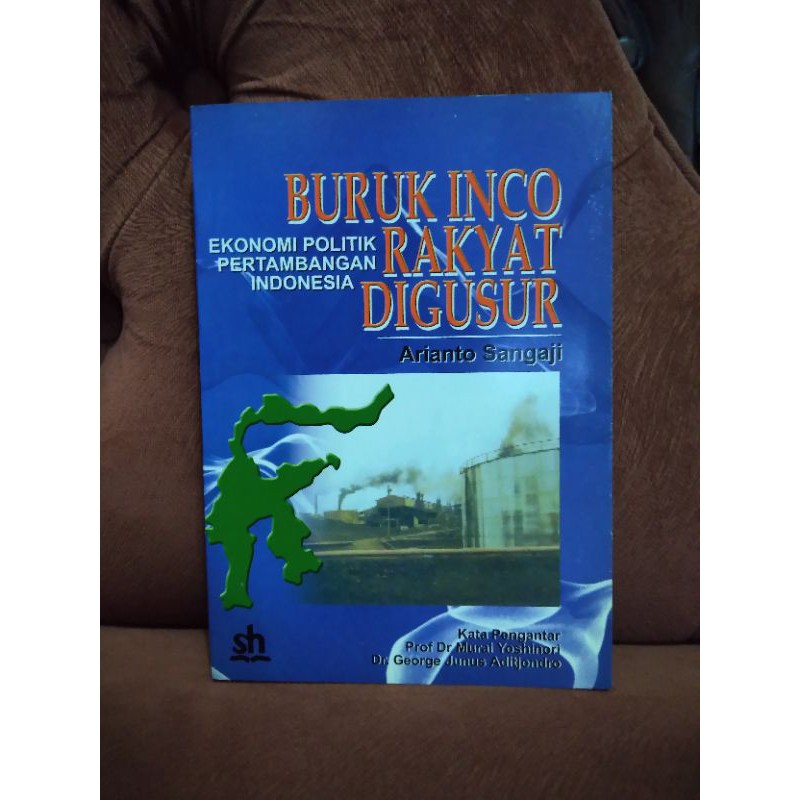 BURUK INCO
RAKYAT
DIGUSUR
EKONOMI POLITIK
PERTAMBANGAN
INDONESIA
Arianto Sangaji
Kata Pengantar
Prof Dr Murai Yoshinori
Dr. George Junus Aditjondro
sh